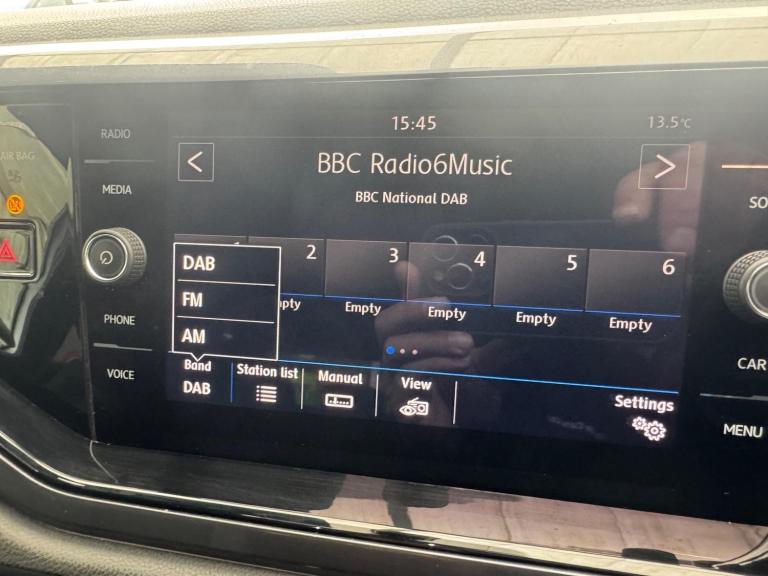 RADIO
15:45
13.5°C
AIR BAG
MEDIA
<
BBC Radio6Music
>
BBC National DAB
SO
2
3
4
5
6
DAB
FM
AM
Empty
Empty
Empty
Empty
PHONE
VOICE
Band
DAB
Station list
Manual
View
Settings
CAR
MENU